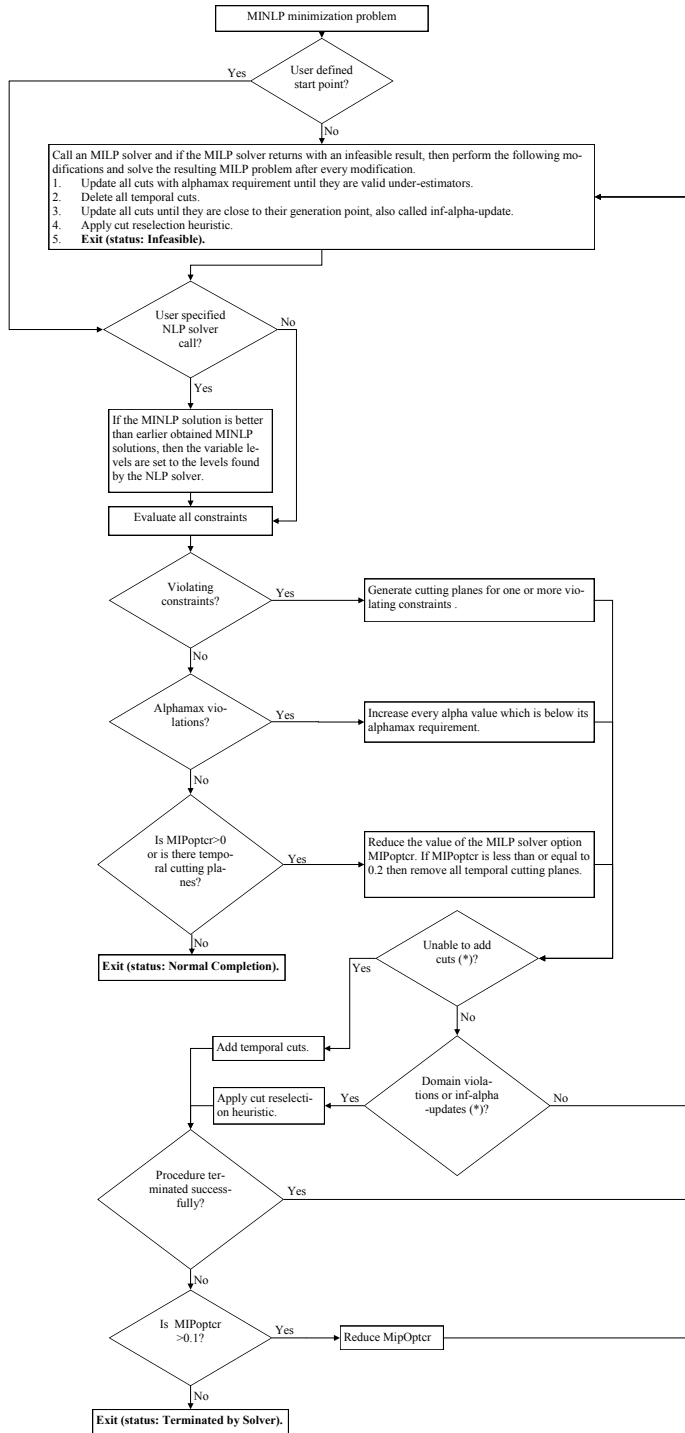 MINLP minimization problem
Yes
User defined
start point?
No
Call an MILP solver and if the MILP solver returns with an infeasible result, then perform the following mo-
difications and solve the resulting MILP problem after every modification.
1. Update all cuts with alphamax requirement until they are valid under-estimators.
2. Delete all temporal cuts.
3. Update all cuts until they are close to their generation point, also called inf-alpha-update.
4. Apply cut reselection heuristic.
5. Exit (status: Infeasible).
User specified
NLP solver
call?
No
Yes
If the MINLP solution is better
than earlier obtained MINLP
solutions, then the variable le-
vels are set to the levels found
by the NLP solver.
Evaluate all constraints
Violating
constraints?
Yes
Generate cutting planes for one or more vio-
lating constraints .
No
Alphamax vio-
lations?
Yes
Increase every alpha value which is below its
alphamax requirement.
No
Is MIPoptcr>0
or is there tempo-
ral cutting pla-
nes?
Yes
Reduce the value of the MILP solver option
MIPoptcr. If MIPoptcr is less than or equal to
0.2 then remove all temporal cutting planes.
No
Exit (status: Normal Completion).
Unable to add
cuts (*)?
Yes
No
Add temporal cuts.
Domain viola-
tions or inf-alpha
-updates (*)?
Yes
No
Apply cut reselecti-
on heuristic.
Procedure ter-
minated success-
fully?
Yes
No
Is MIPoptcr
>0.1?
Yes
Reduce MipOptcr
No
Exit (status: Terminated by Solver).